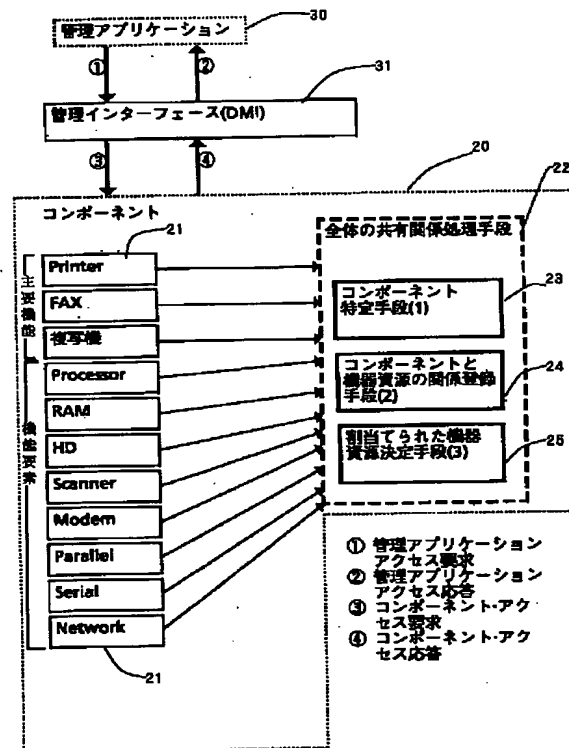 管理アプリケーション
30
①
②
31
管理インターフェース(DMI)
③
④
20
22
コンポーネント
21
全体の共有関係処理手段
主要機能
Printer
FAX
複写機
機能要素
Processor
RAM
HD
Scanner
Modem
Parallel
Serial
Network
21
コンポーネント
特定手段(1)
23
コンポーネントと
機器資源の関係登録
手段(2)
24
割当てられた機器
資源決定手段(3)
25
① 管理アプリケーション
アクセス要求
② 管理アプリケーション
アクセス応答
③ コンポーネント・アク
セス要求
④ コンポーネント・アク
セス応答